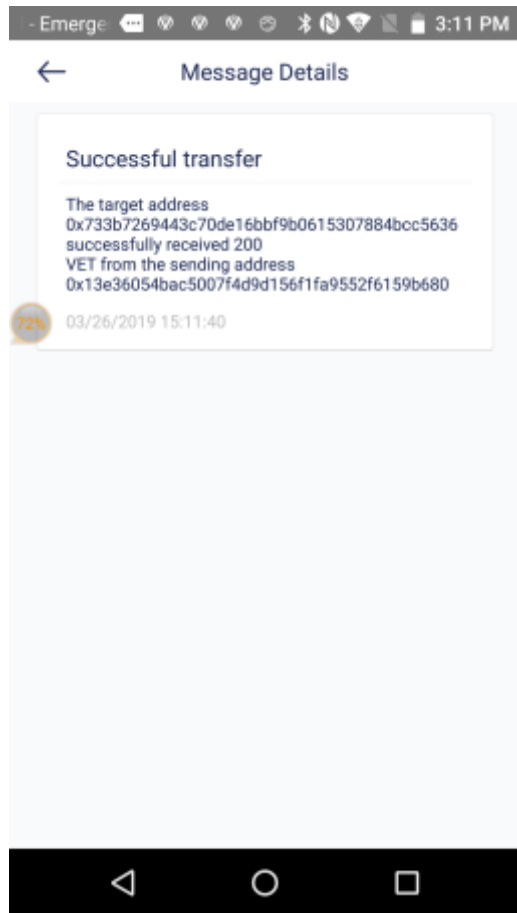 - Emerge
3:11 PM
Message Details
Successful transfer
The target address
0x733b7269443c70de16bbf9b0615307884bcc5636
successfully received 200
VET from the sending address
0x13e36054bac5007f4d9d156f1fa9552f6159b680
72%
03/26/2019 15:11:40